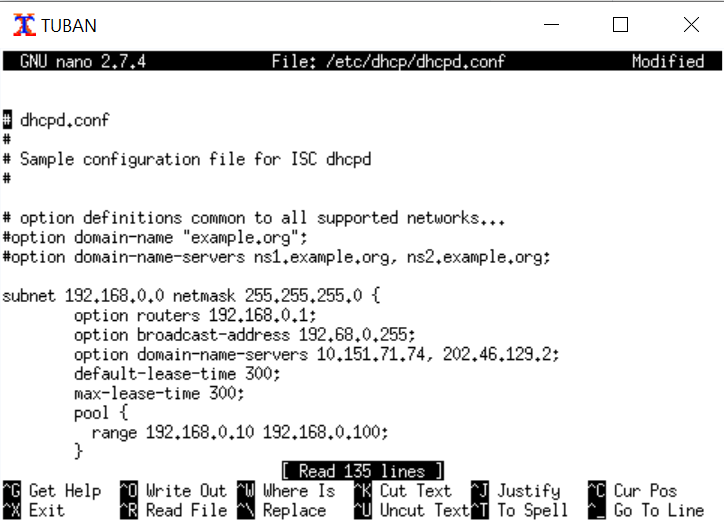 TUBAN
GNU nano 2.7.4 File: /etc/dhcp/dhcpd.conf Modified
# dhcpd.conf
#
# Sample configuration file for ISC dhcpd
#
# option definitions common to all supported networks...
#option domain-name "example.org";
#option domain-name-servers ns1.example.org, ns2.example.org;
subnet 192.168.0.0 netmask 255.255.255.0 {
option routers 192.168.0.1;
option broadcast-address 192.68.0.255;
option domain-name-servers 10.151.71.74, 202.46.129.2;
default-lease-time 300;
max-lease-time 300;
pool {
range 192.168.0.10 192.168.0.100;
}
[ Read 135 lines ]
^G Get Help ^O Write Out ^W Where Is ^K Cut Text ^J Justify ^C Cur Pos
^X Exit ^R Read File ^\ Replace ^U Uncut Text ^T To Spell ^_ Go To Line